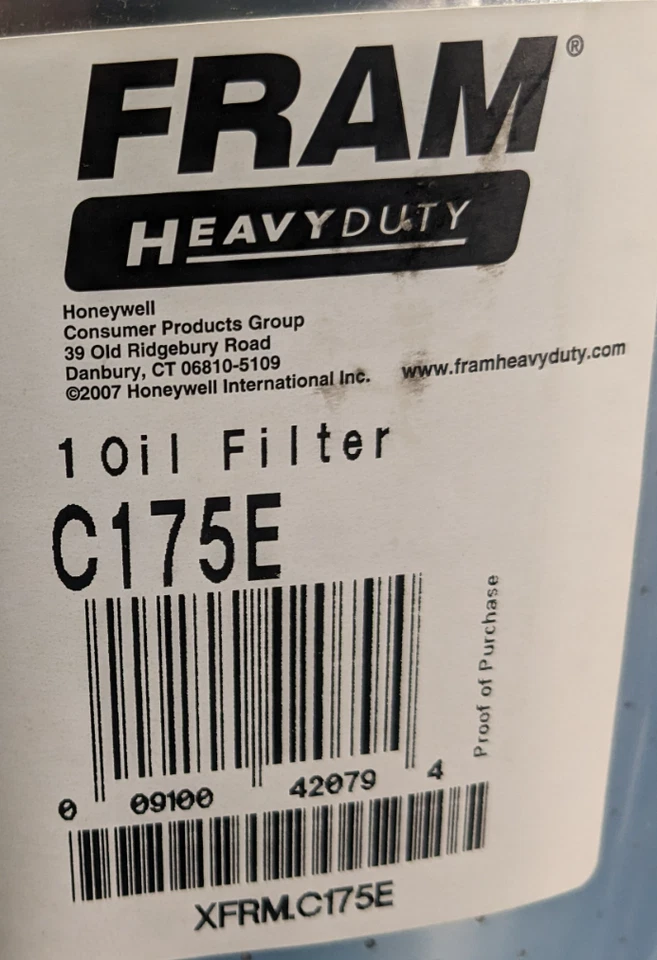 FRAM®
HEAVYDUTY
Honeywell
Consumer Products Group
39 Old Ridgebury Road
Danbury, CT 06810-5109
©2007 Honeywell International Inc.
www.framheavyduty.com
1 Oil Filter
C175E
Proof of Purchase
0 09100 42079 4
XFRM.C175E